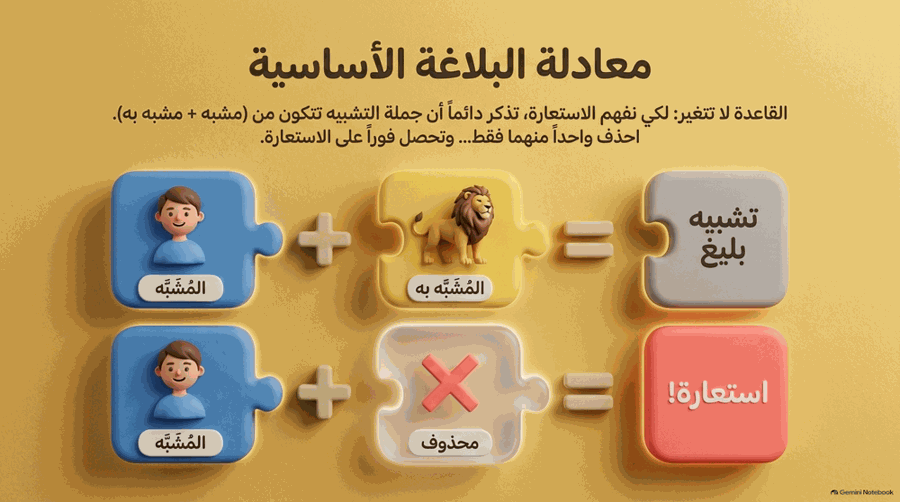 معادلة البلاغة الأساسية
القاعدة لا تتغير: لكي نفهم الاستعارة، تذكر دائماً أن جملة التشبيه تتكون من (مشبه + مشبه به).
احذف واحداً منهما فقط... وتحصل فوراً على الاستعارة.
المُشَبَّه
+
المُشَبَّه به
=
تشبيه
بليغ
المُشَبَّه
+
محذوف
=
استعارة!
Gemini Notebook